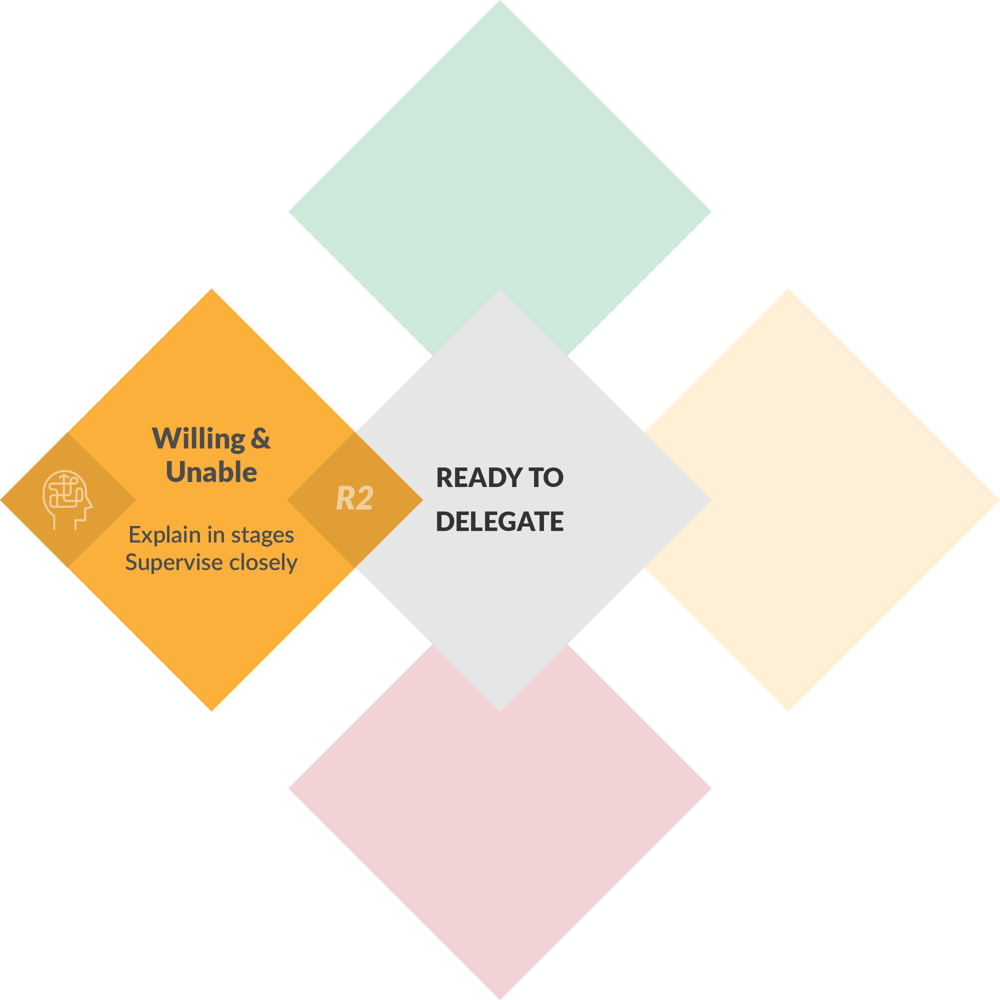 Willing &
Unable
Explain in stages
Supervise closely
R2
READY TO
DELEGATE